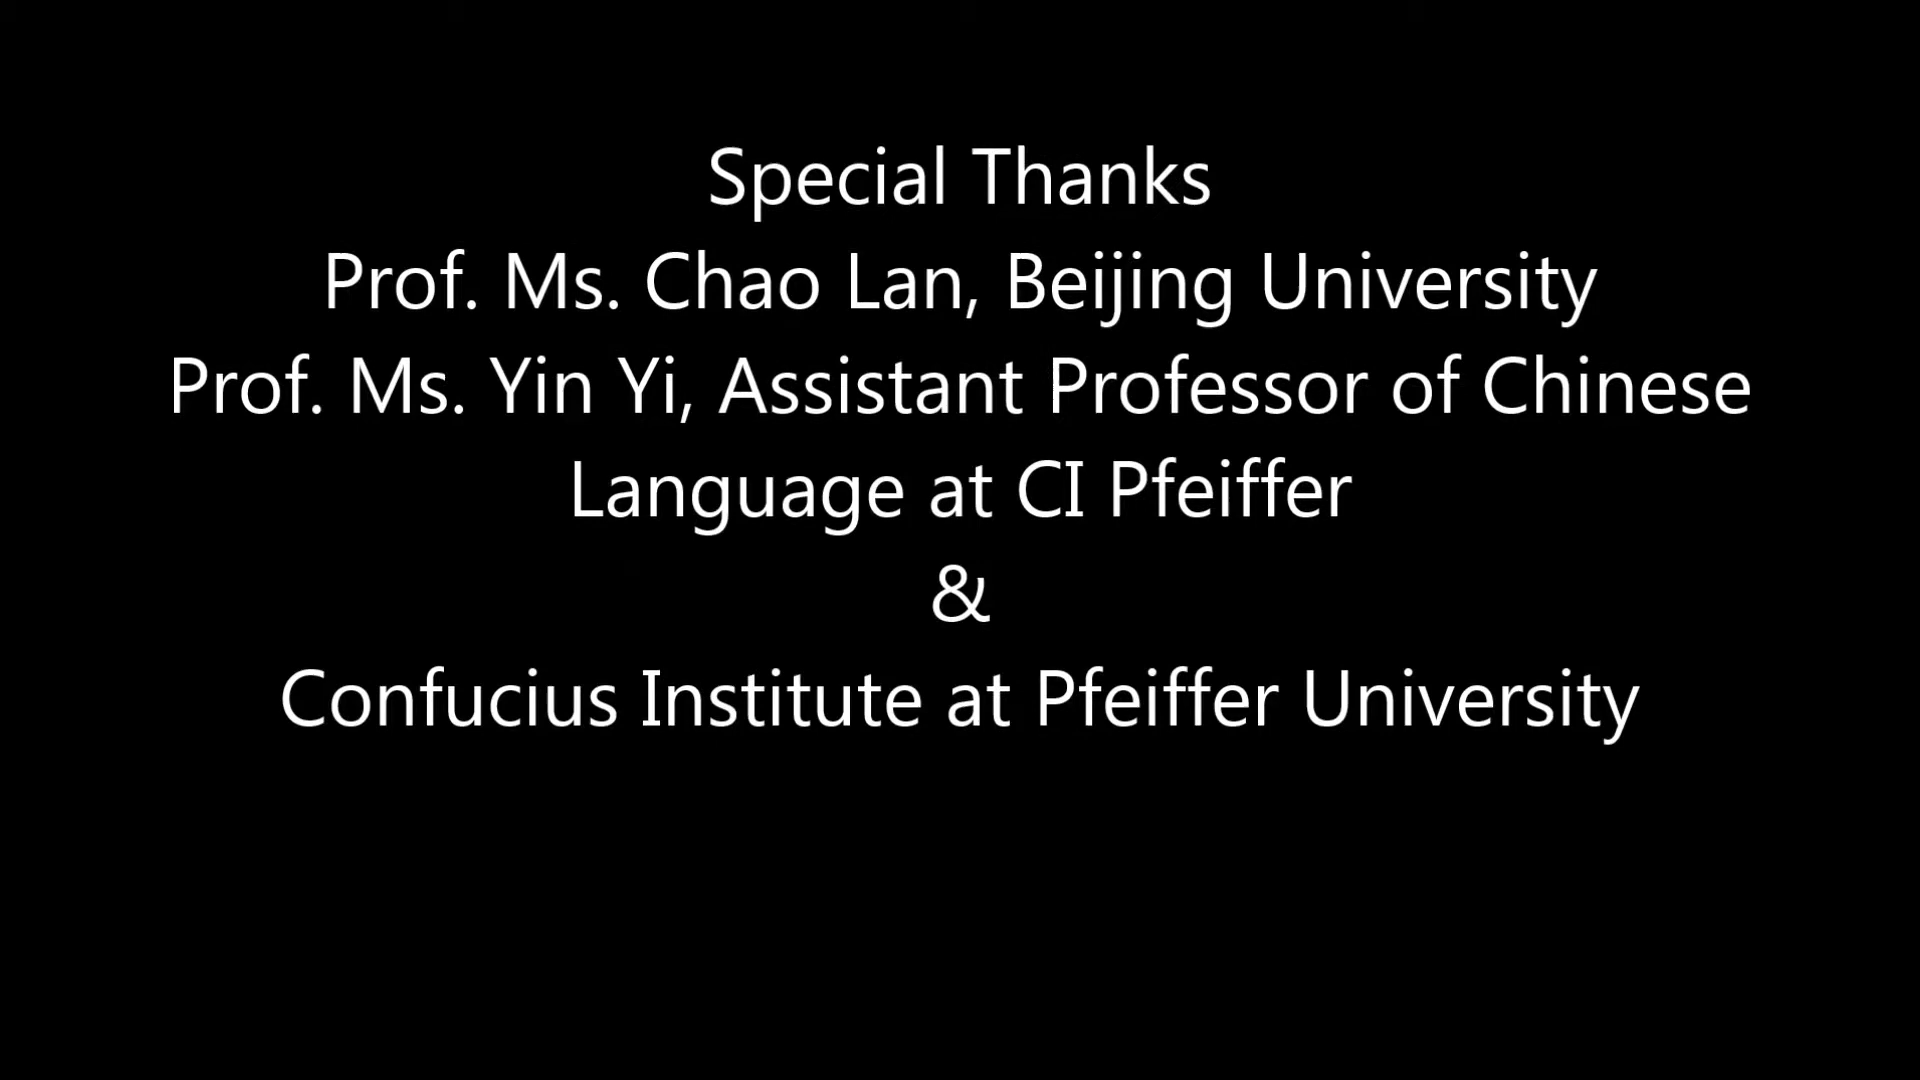 Special Thanks
Prof. Ms. Chao Lan, Beijing University
Prof. Ms. Yin Yi, Assistant Professor of Chinese
Language at CI Pfeiffer
&
Confucius Institute at Pfeiffer University